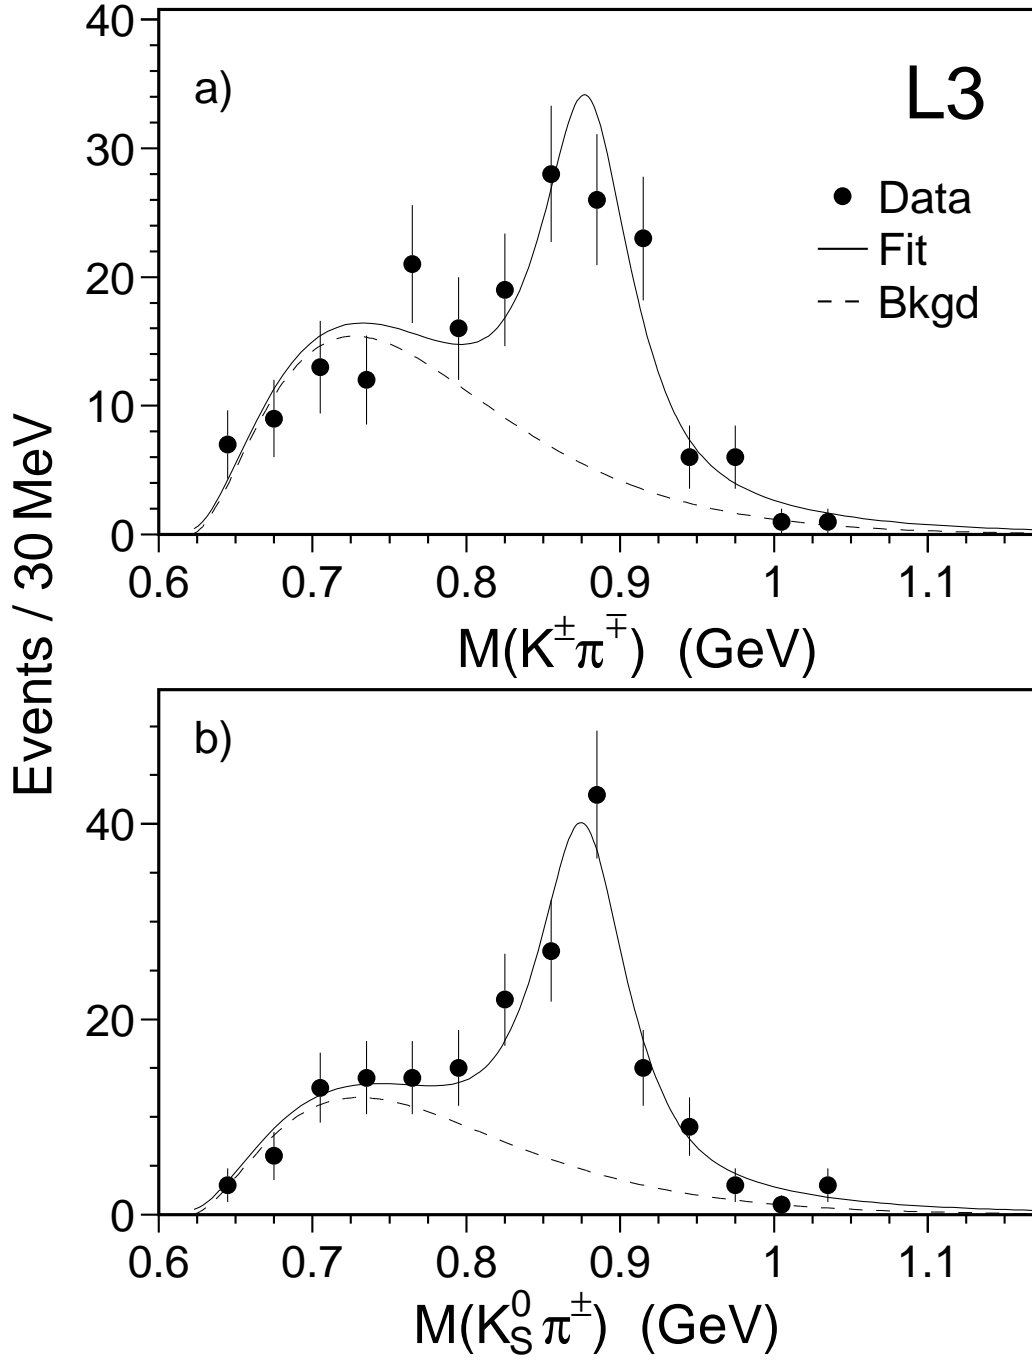 Events / 30 MeV
a)
L3
Data
Fit
Bkgd
40
30
20
10
0
0.6 0.7 0.8 0.9 1 1.1
M(K±π∓) (GeV)
b)
40
20
0
0.6 0.7 0.8 0.9 1 1.1
M(K⁰Sπ±) (GeV)